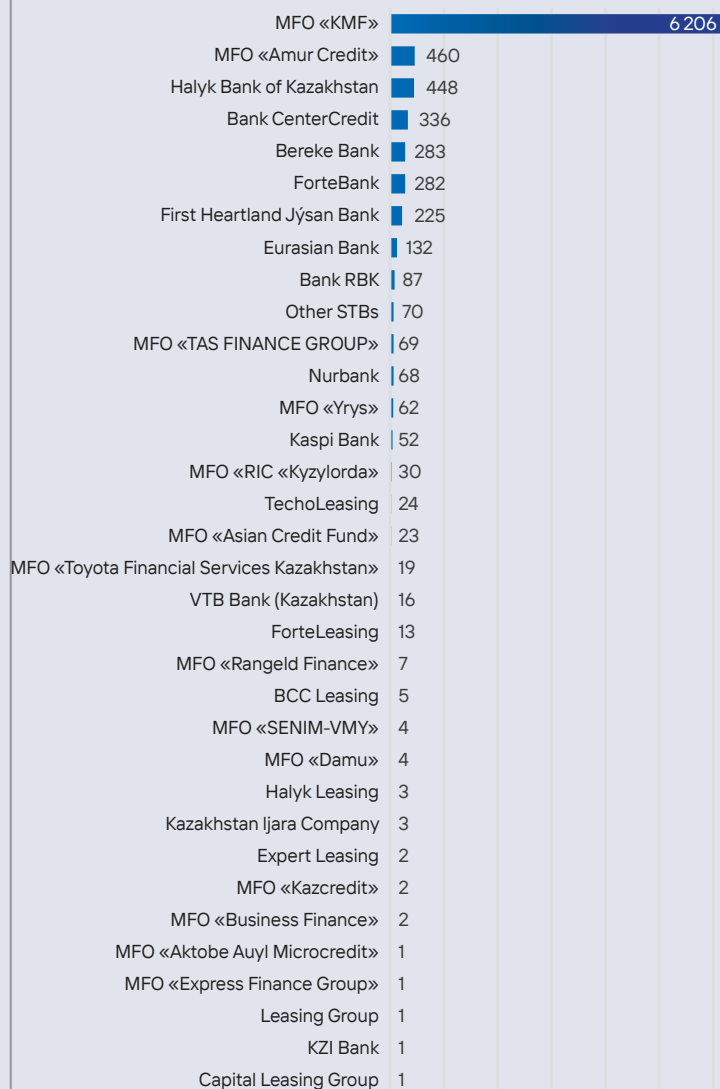 MFO «KMF» 6 206
MFO «Amur Credit» 460
Halyk Bank of Kazakhstan 448
Bank CenterCredit 336
Bereke Bank 283
ForteBank 282
First Heartland Jýsan Bank 225
Eurasian Bank 132
Bank RBK 87
Other STBs 70
MFO «TAS FINANCE GROUP» 69
Nurbank 68
MFO «Yrys» 62
Kaspi Bank 52
MFO «RIC «Kyzylorda» 30
TechoLeasing 24
MFO «Asian Credit Fund» 23
MFO «Toyota Financial Services Kazakhstan» 19
VTB Bank (Kazakhstan) 16
ForteLeasing 13
MFO «Rangeld Finance» 7
BCC Leasing 5
MFO «SENIM-VMY» 4
MFO «Damu» 4
Halyk Leasing 3
Kazakhstan Ijara Company 3
Expert Leasing 2
MFO «Kazcredit» 2
MFO «Business Finance» 2
MFO «Aktobe Auyl Microcredit» 1
MFO «Express Finance Group» 1
Leasing Group 1
KZI Bank 1
Capital Leasing Group 1